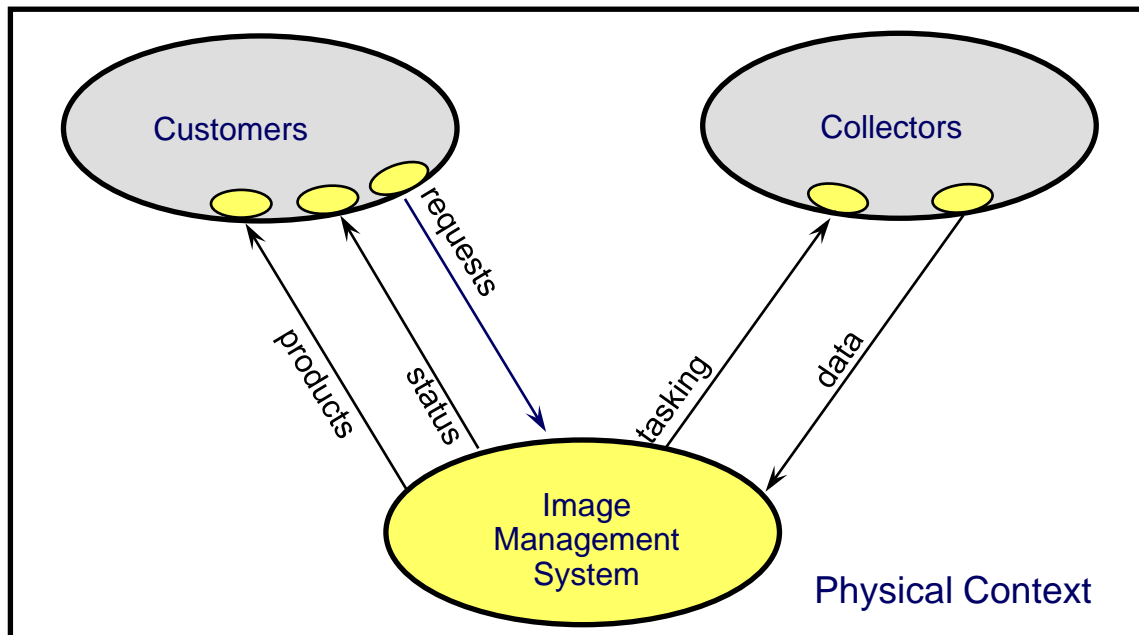 Customers
Collectors
requests
products
status
tasking
data
Image
Management
System
Physical Context